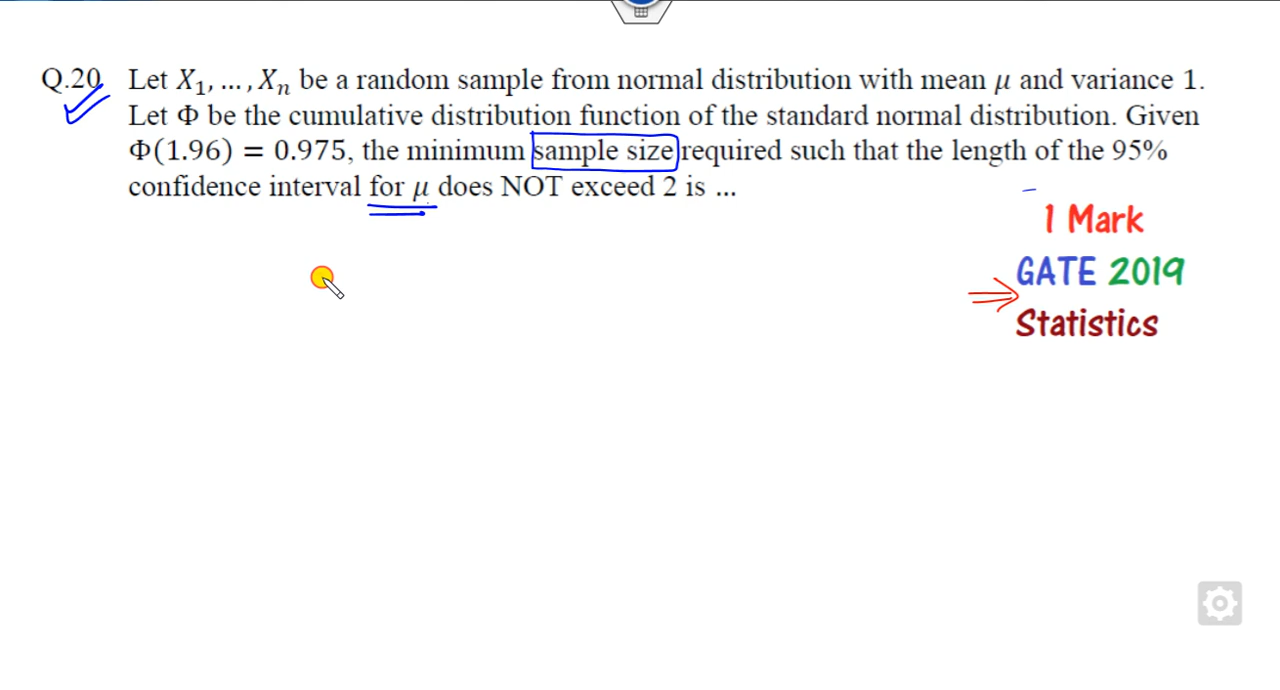 Q.20 Let X₁, ... , Xₙ be a random sample from normal distribution with mean μ and variance 1.
Let Φ be the cumulative distribution function of the standard normal distribution. Given
Φ(1.96) = 0.975, the minimum sample size required such that the length of the 95%
confidence interval for μ does NOT exceed 2 is ...
1 Mark
GATE 2019
Statistics